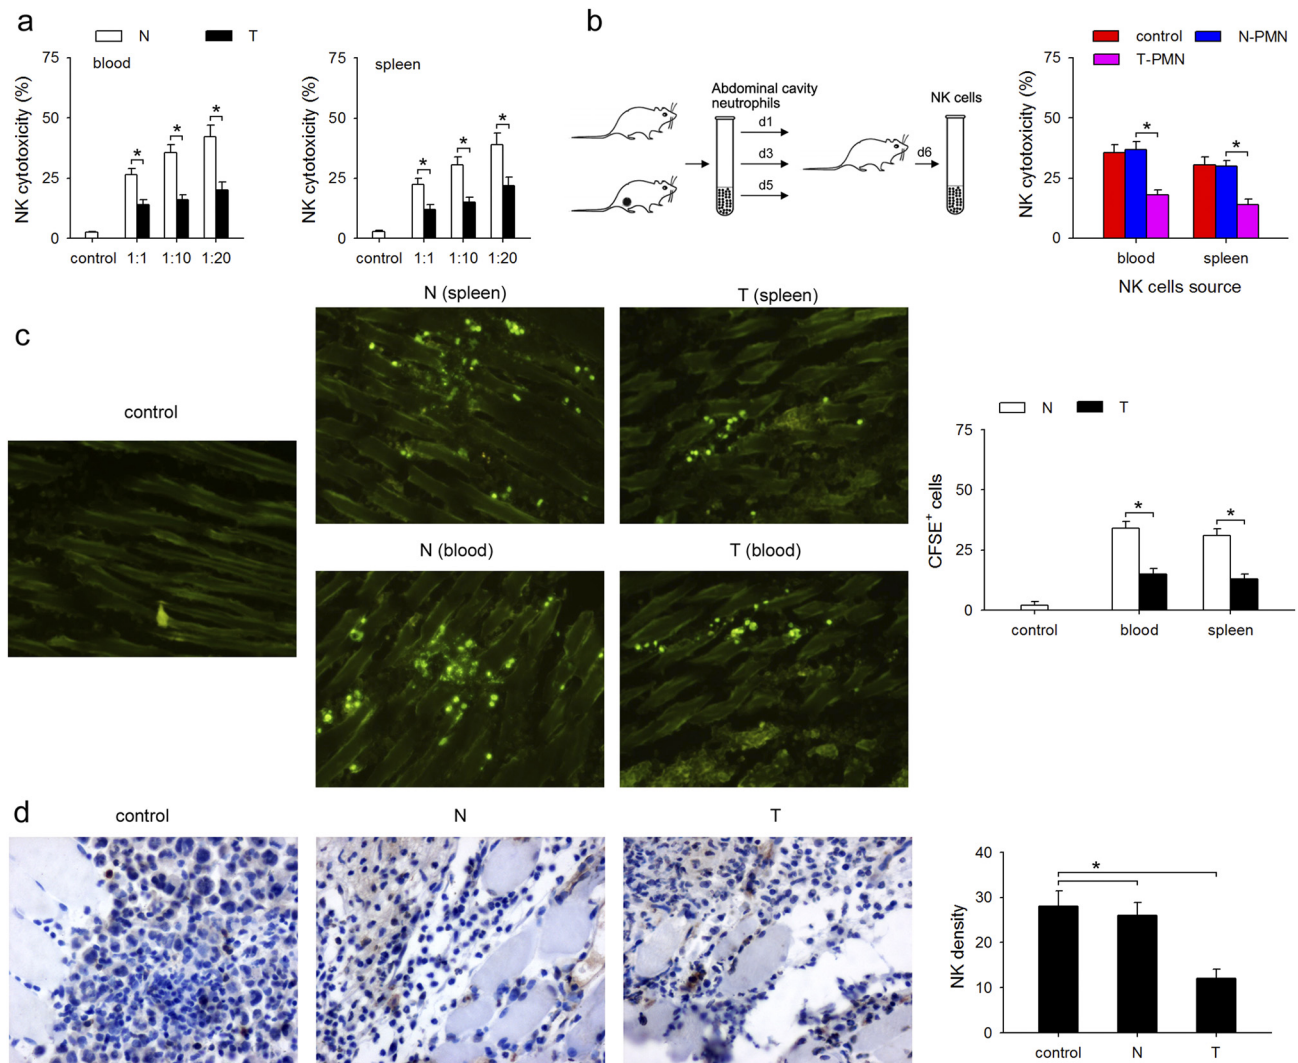 a
N
T
blood
NK cytotoxicity (%)
75
50
25
0
*
*
*
control
1:1
1:10
1:20
spleen
NK cytotoxicity (%)
75
50
25
0
*
*
*
control
1:1
1:10
1:20
b
Abdominal cavity
neutrophils
d1
d3
d5
d6
NK cells
control
N-PMN
T-PMN
NK cytotoxicity (%)
75
50
25
0
*
*
blood
spleen
NK cells source
c
control
N (spleen)
T (spleen)
N (blood)
T (blood)
N
T
CFSE+ cells
75
50
25
0
*
*
control
blood
spleen
d
control
N
T
NK density
40
30
20
10
0
*
control
N
T